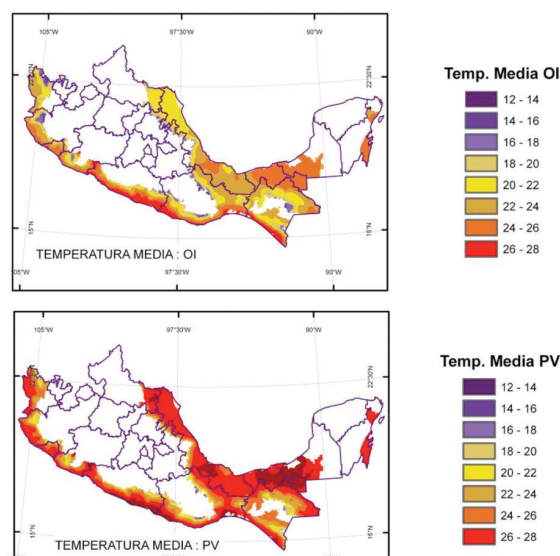 105°W
97°30'W
90°W
22°30'N
15°N
15°N
TEMPERATURA MEDIA : OI
105°W
97°30'W
90°W
Temp. Media OI
12 - 14
14 - 16
16 - 18
18 - 20
20 - 22
22 - 24
24 - 26
26 - 28
105°W
97°30'W
90°W
22°30'N
15°N
15°N
TEMPERATURA MEDIA : PV
Temp. Media PV
12 - 14
14 - 16
16 - 18
18 - 20
20 - 22
22 - 24
24 - 26
26 - 28